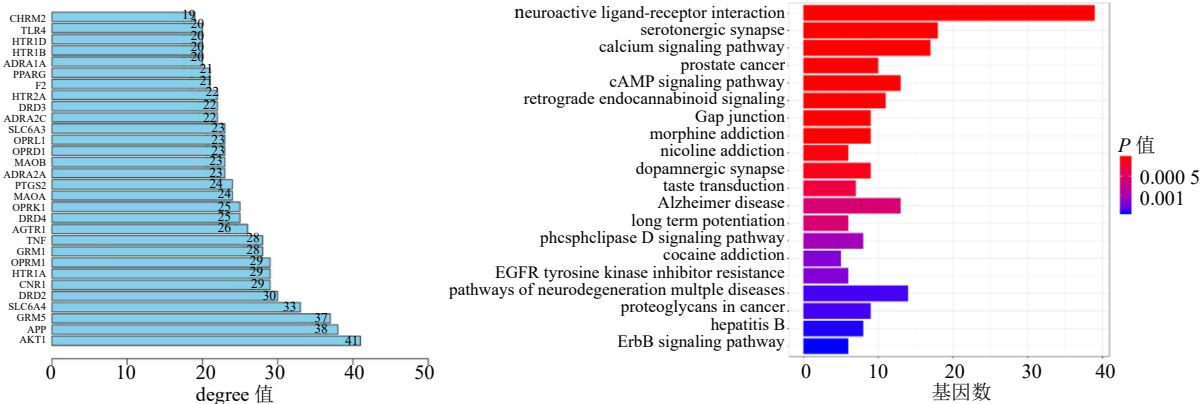 CHRM2 19
TLR4 20
HTR1D 20
HTR1B 20
ADRA1A 20
PPARG 21
F2 21
HTR2A 22
DRD3 22
ADRA2C 22
SLC6A3 23
OPRL1 23
OPRD1 23
MAOB 23
ADRA2A 23
PTGS2 24
MAOA 24
OPRK1 25
DRD4 25
AGTR1 26
TNF 28
GRM1 28
OPRM1 29
HTR1A 29
CNR1 29
DRD2 30
SLC6A4 33
GRM5 37
APP 38
AKT1 41
0 10 20 30 40 50
degree 值
neuroactive ligand-receptor interaction
serotonergic synapse
calcium signaling pathway
prostate cancer
cAMP signaling pathway
retrograde endocannabinoid signaling
Gap junction
morphine addiction
nicoline addiction
dopamnergic synapse
taste transduction
Alzheimer disease
long term potentiation
phcsphclipase D signaling pathway
cocaine addiction
EGFR tyrosine kinase inhibitor resistance
pathways of neurodegeneration multple diseases
proteoglycans in cancer
hepatitis B
ErbB signaling pathway
0 10 20 30 40
基因数
P 值
0.000 5
0.001